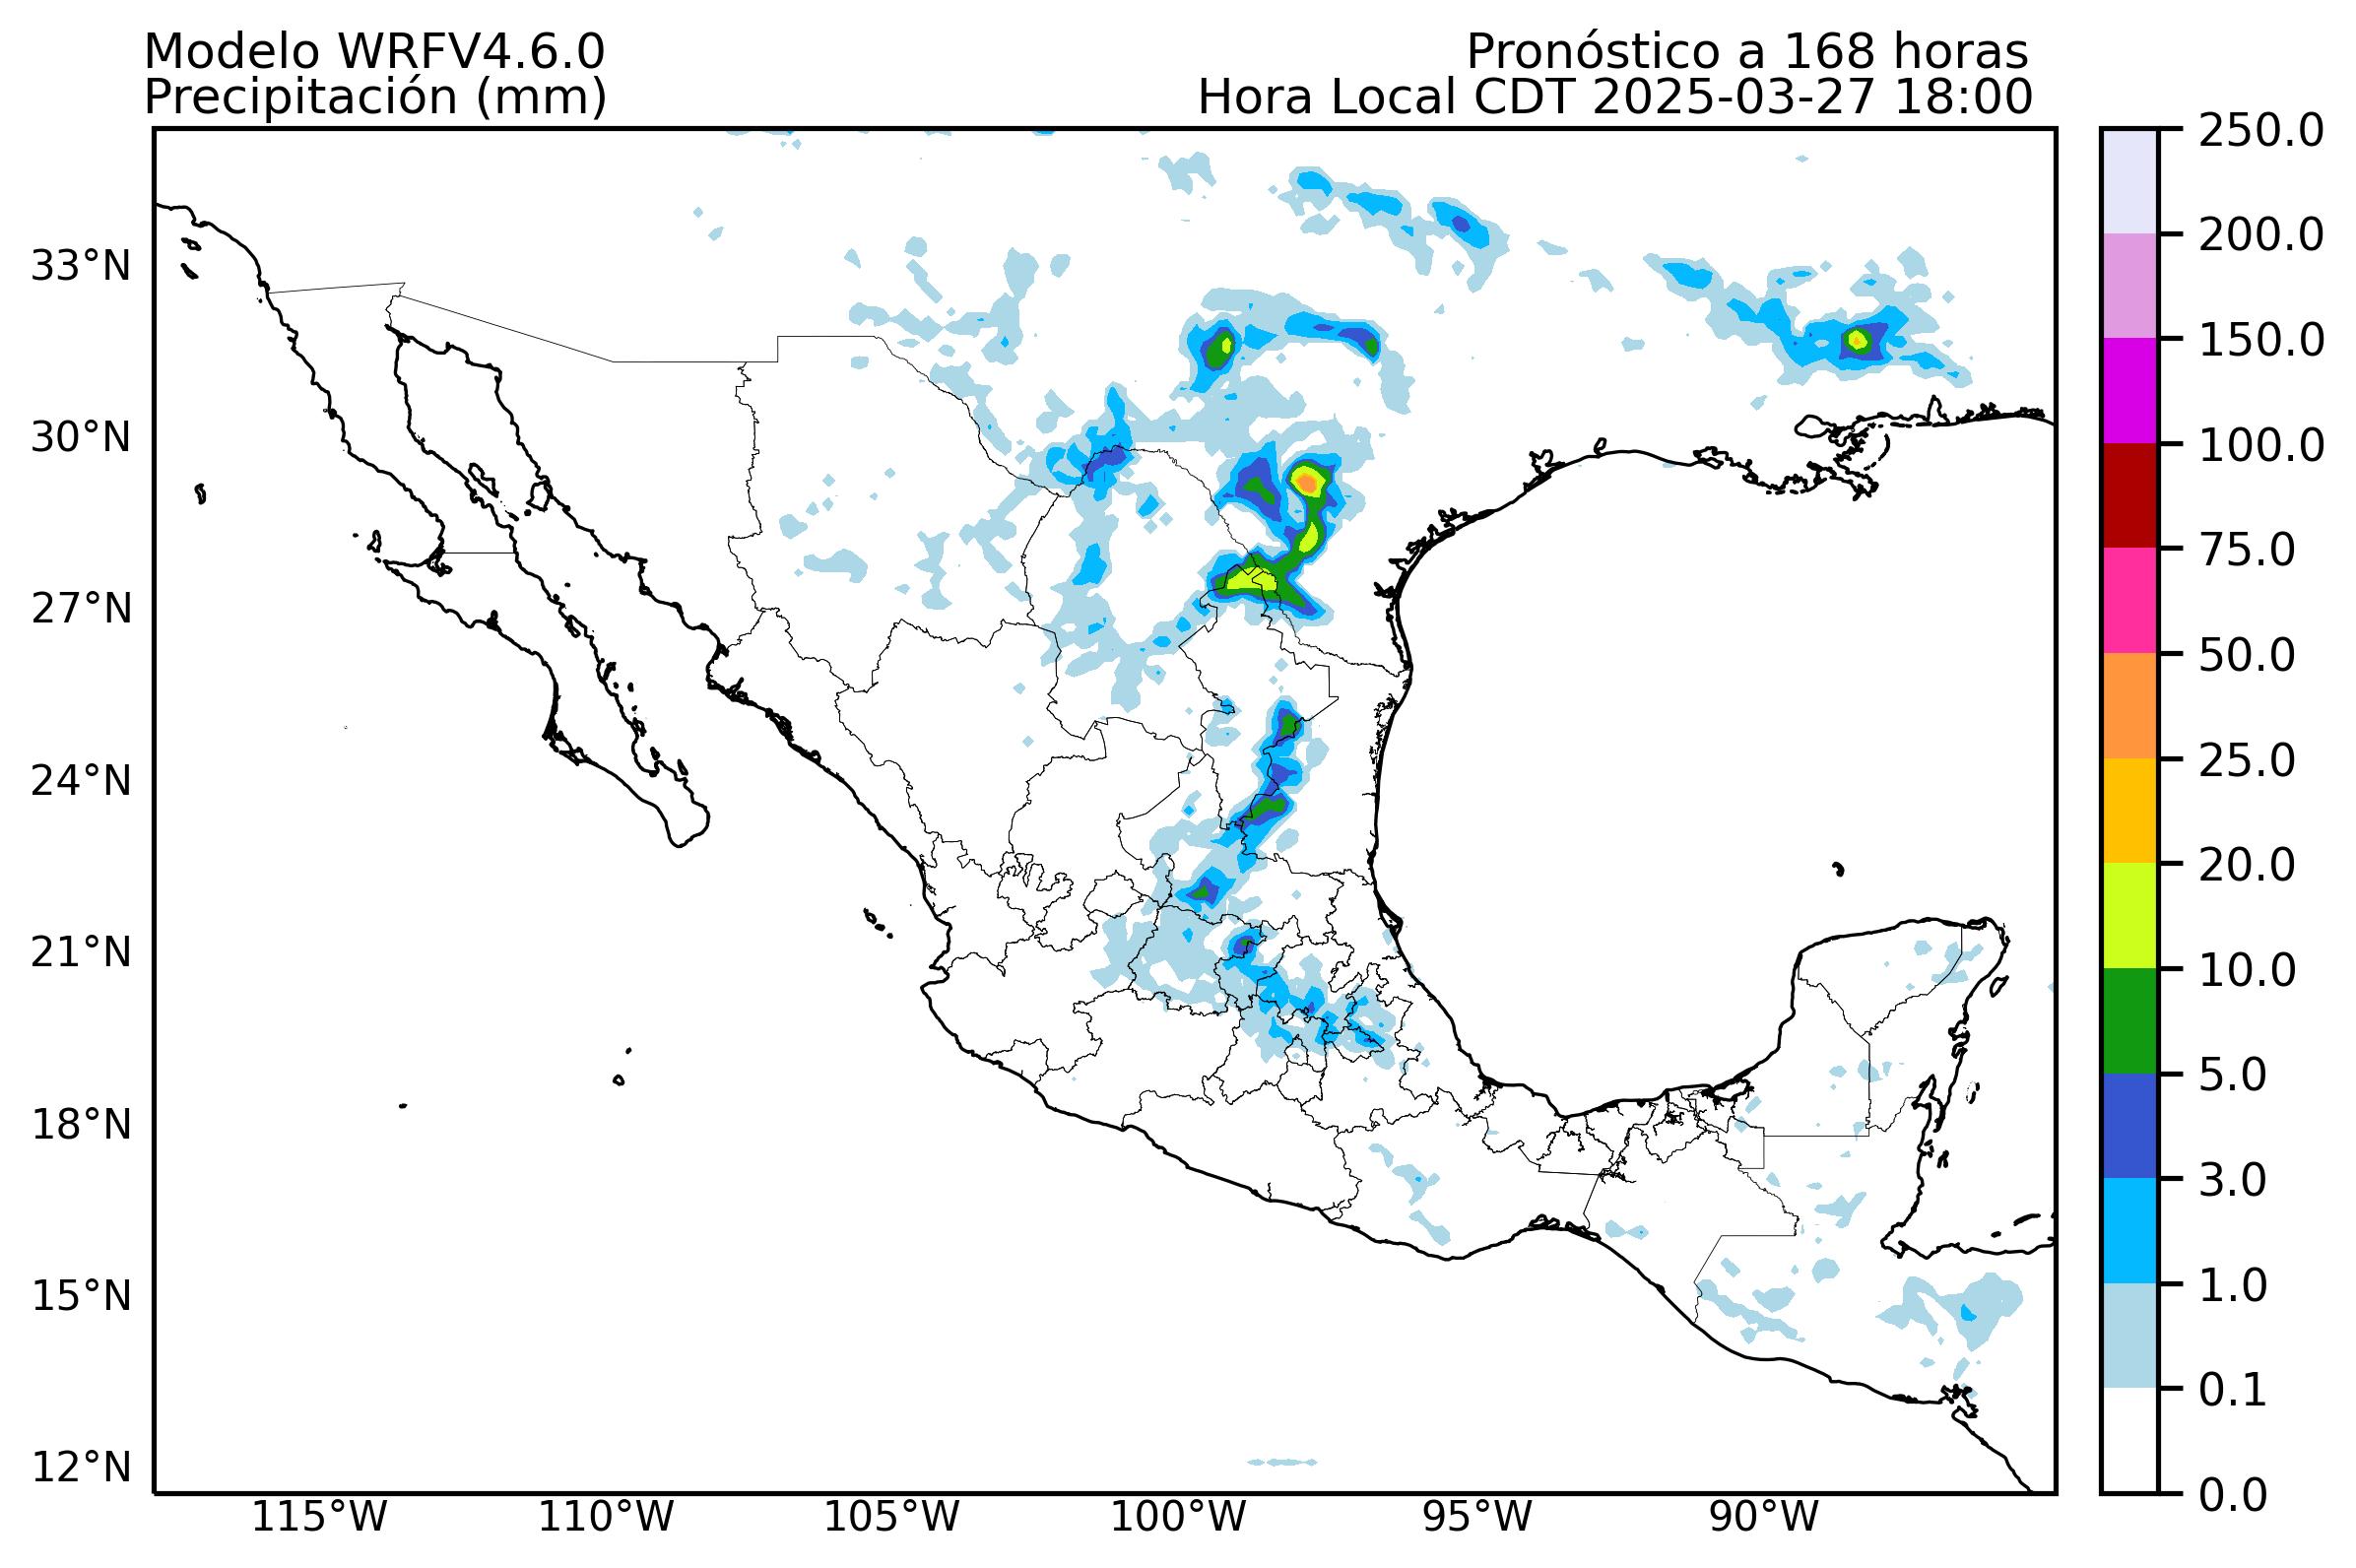 Modelo WRFV4.6.0
Precipitación (mm)
Pronóstico a 168 horas
Hora Local CDT 2025-03-27 18:00
33°N
30°N
27°N
24°N
21°N
18°N
15°N
12°N
115°W
110°W
105°W
100°W
95°W
90°W
250.0
200.0
150.0
100.0
75.0
50.0
25.0
20.0
10.0
5.0
3.0
1.0
0.1
0.0